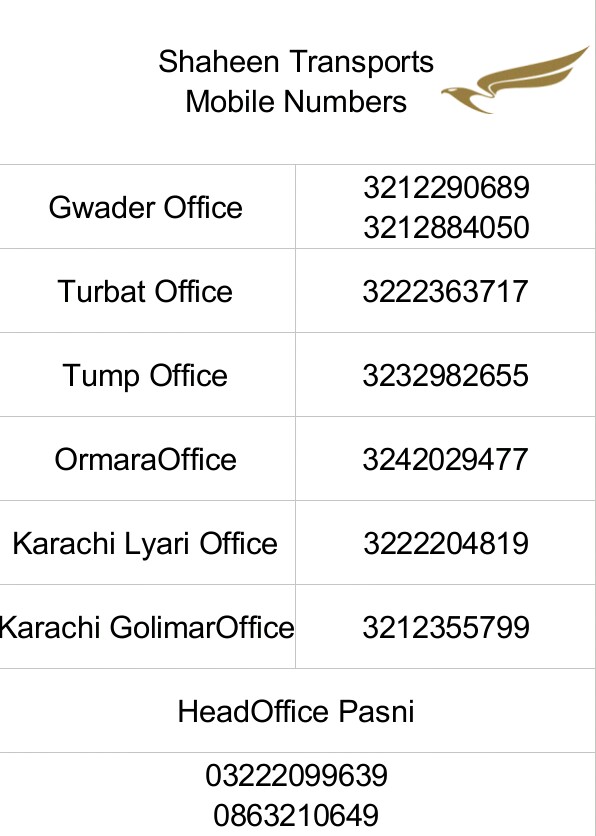 Shaheen Transports
Mobile Numbers
Gwader Office
3212290689
3212884050
Turbat Office
3222363717
Tump Office
3232982655
OrmaraOffice
3242029477
Karachi Lyari Office
3222204819
Karachi GolimarOffice
3212355799
HeadOffice Pasni
03222099639
0863210649